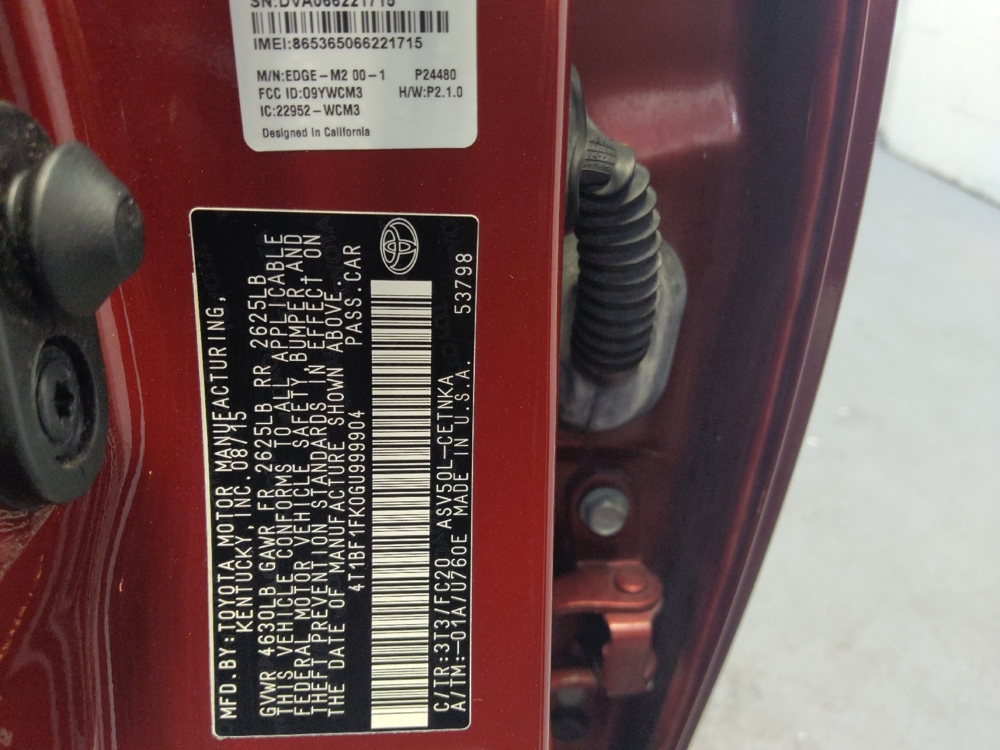 SN:DVA066221715
IMEI:865365066221715
M/N:EDGE-M2 00-1 P24480
FCC ID:O9YWCM3 H/W:P2.1.0
IC:22952-WCM3
Designed in California
MFD.BY:TOYOTA MOTOR MANUFACTURING,
KENTUCKY, INC. 08/15
GVWR 4630LB GAWR FR 2625LB RR 2625LB
THIS VEHICLE CONFORMS TO ALL APPLICABLE
FEDERAL MOTOR VEHICLE SAFETY, BUMPER AND
THEFT PREVENTION STANDARDS IN EFFECT ON
THE DATE OF MANUFACTURE SHOWN ABOVE.
4T1BF1FK0GU999904 PASS.CAR
C/TR:3T3/FC20 ASV50L-CETNKA 53798
A/TM:-01A/U760E MADE IN U.S.A.